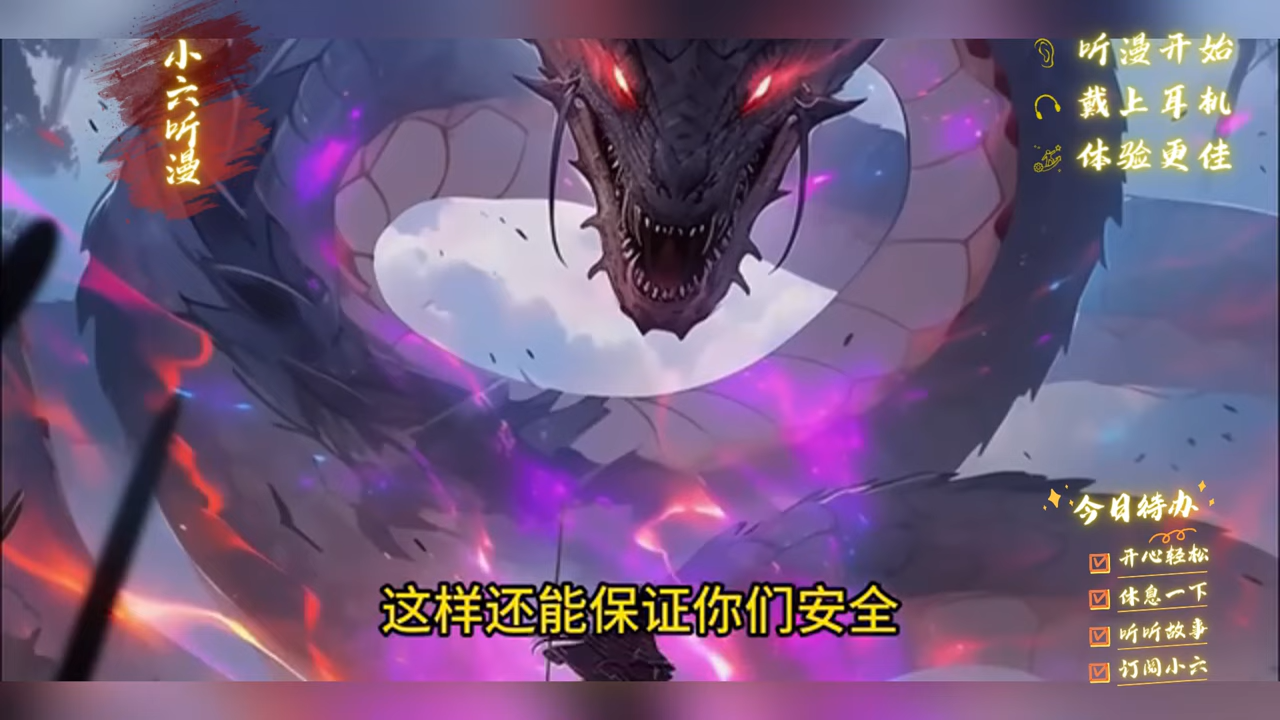 小六听漫
听漫开始
戴上耳机
体验更佳
今日待办
开心轻松
休息一下
听听故事
订阅小六
这样还能保证你们安全